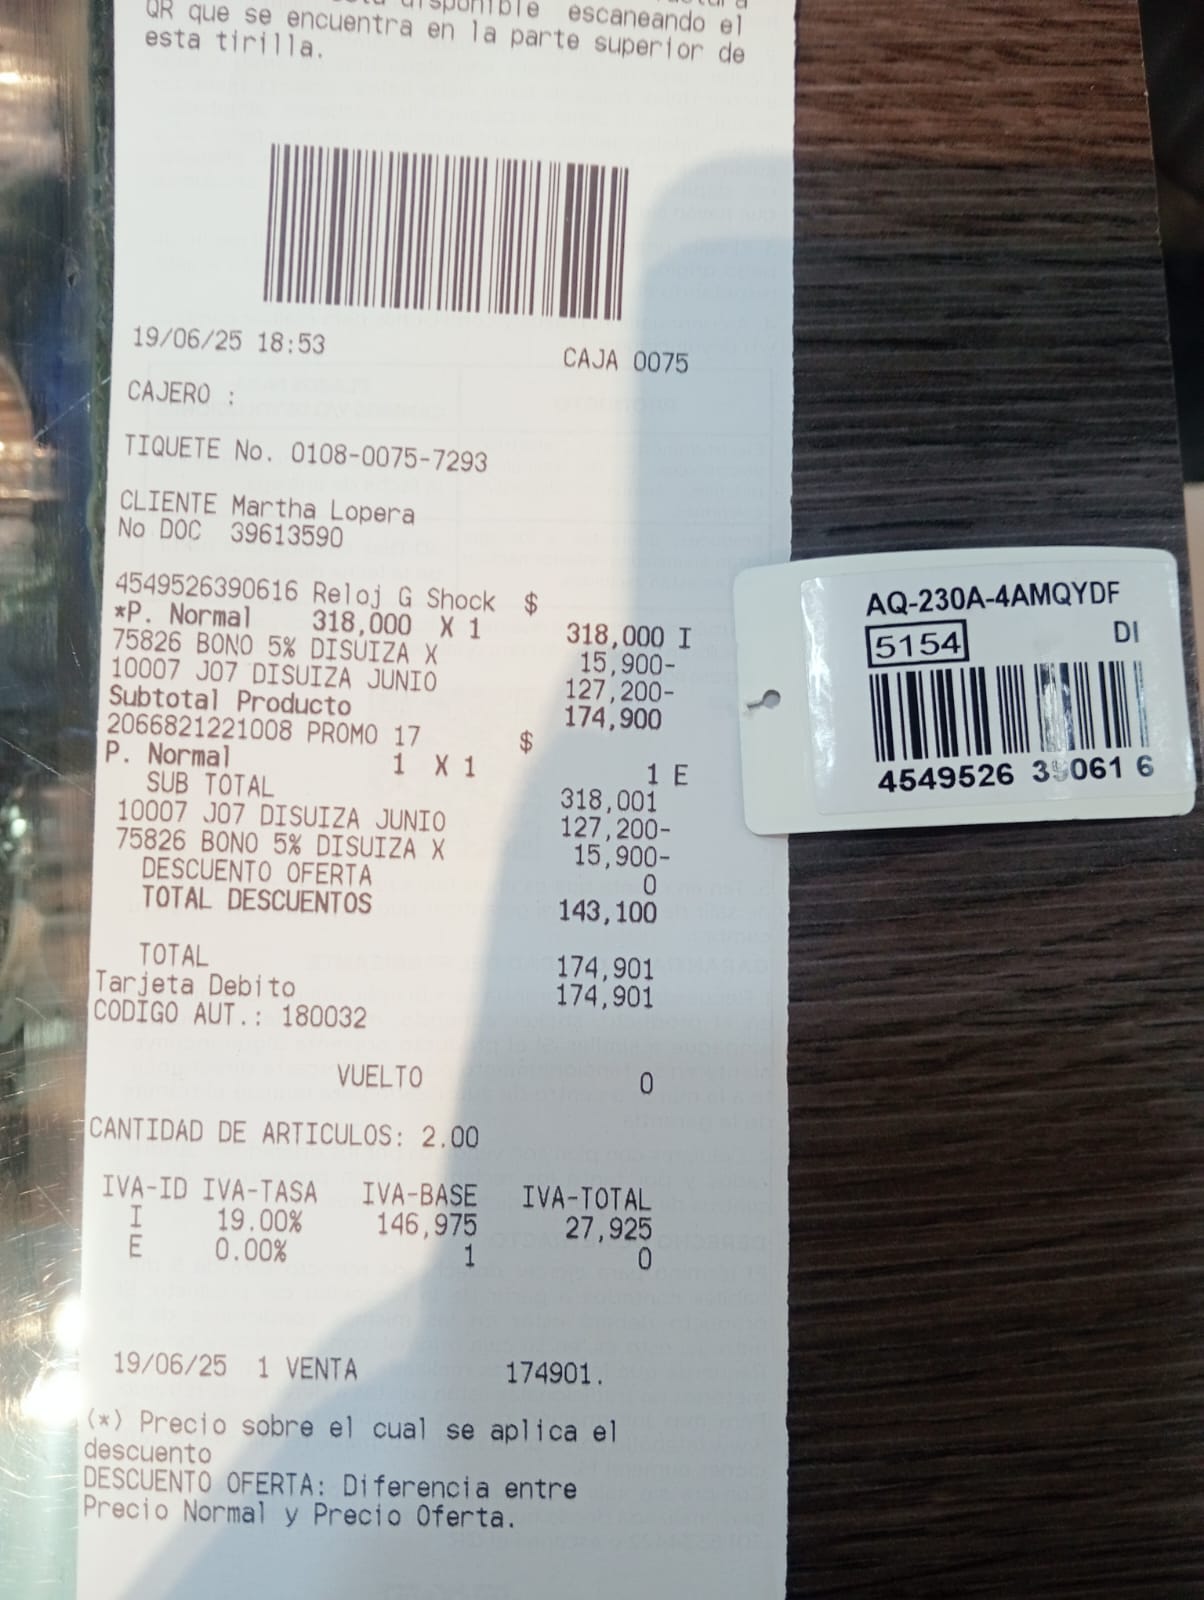 disponible escaneando el
QR que se encuentra en la parte superior de
esta tirilla.
19/06/25 18:53
CAJA 0075
CAJERO :
TIQUETE No. 0108-0075-7293
CLIENTE Martha Lopera
No DOC 39613590
4549526390616 Reloj G Shock $
*P. Normal 318,000 X 1 318,000 I
75826 BONO 5% DISUIZA X 15,900-
10007 J07 DISUIZA JUNIO 127,200-
Subtotal Producto 174,900
2066821221008 PROMO 17 $
P. Normal 1 X 1 1 E
SUB TOTAL 318,001
10007 J07 DISUIZA JUNIO 127,200-
75826 BONO 5% DISUIZA X 15,900-
DESCUENTO OFERTA 0
TOTAL DESCUENTOS 143,100
TOTAL 174,901
Tarjeta Debito 174,901
CODIGO AUT.: 180032
VUELTO 0
CANTIDAD DE ARTICULOS: 2.00
IVA-ID IVA-TASA IVA-BASE IVA-TOTAL
I 19.00% 146,975 27,925
E 0.00% 1 0
19/06/25 1 VENTA 174901.
(*) Precio sobre el cual se aplica el
descuento
DESCUENTO OFERTA: Diferencia entre
Precio Normal y Precio Oferta.
AQ-230A-4AMQYDF
5154 DI
4549526 39061 6